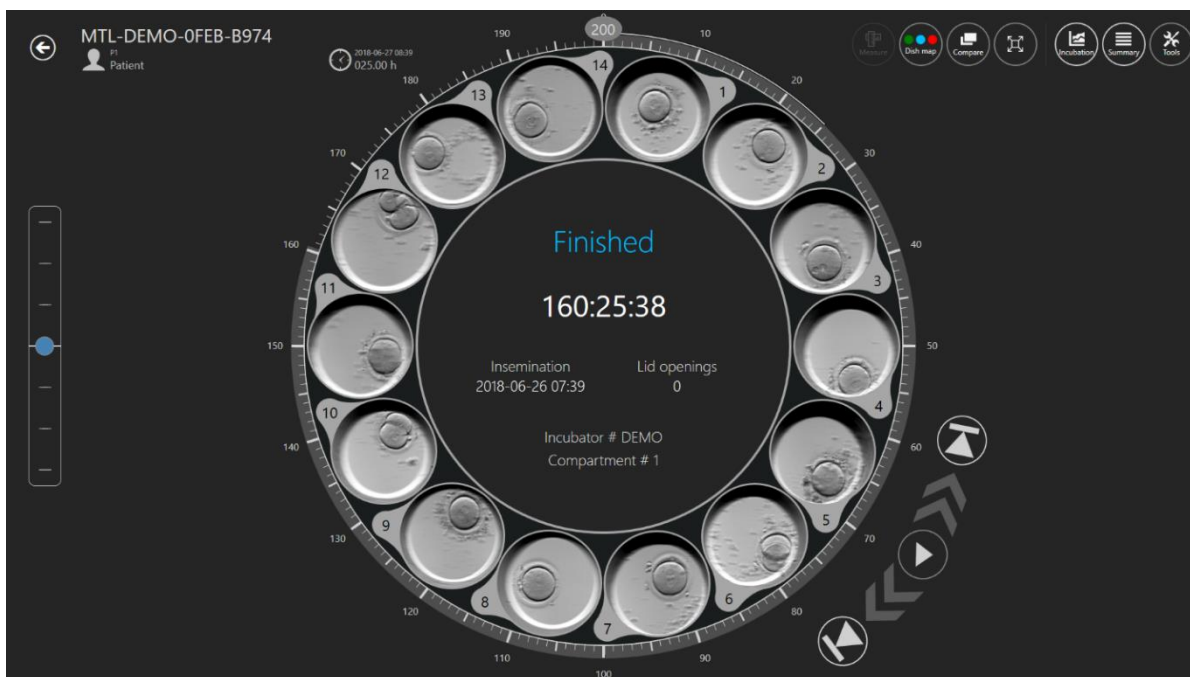 MTL-DEMO-0FEB-B974
P1
Patient
2018-06-27 08:39
025.00 h
Measure
Dish map
Compare
Incubation
Summary
Tools
200
10
20
30
40
50
60
70
80
90
100
110
120
130
140
150
160
170
180
190
1
2
3
4
5
6
7
8
9
10
11
12
13
14
Finished
160:25:38
Insemination
2018-06-26 07:39
Lid openings
0
Incubator # DEMO
Compartment # 1